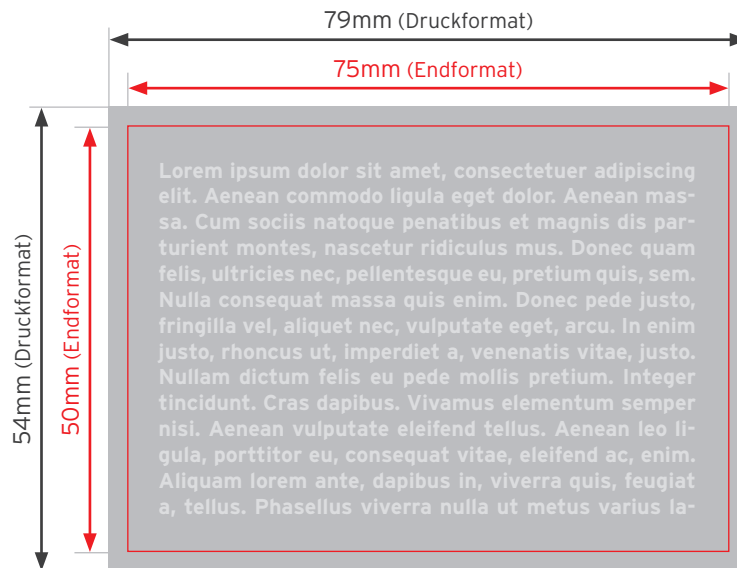 79mm (Druckformat)
75mm (Endformat)
54mm (Druckformat)
50mm (Endformat)
Lorem ipsum dolor sit amet, consectetuer adipiscing
elit. Aenean commodo ligula eget dolor. Aenean mas-
sa. Cum sociis natoque penatibus et magnis dis par-
turient montes, nascetur ridiculus mus. Donec quam
felis, ultricies nec, pellentesque eu, pretium quis, sem.
Nulla consequat massa quis enim. Donec pede justo,
fringilla vel, aliquet nec, vulputate eget, arcu. In enim
justo, rhoncus ut, imperdiet a, venenatis vitae, justo.
Nullam dictum felis eu pede mollis pretium. Integer
tincidunt. Cras dapibus. Vivamus elementum semper
nisi. Aenean vulputate eleifend tellus. Aenean leo li-
gula, porttitor eu, consequat vitae, eleifend ac, enim.
Aliquam lorem ante, dapibus in, viverra quis, feugiat
a, tellus. Phasellus viverra nulla ut metus varius la-